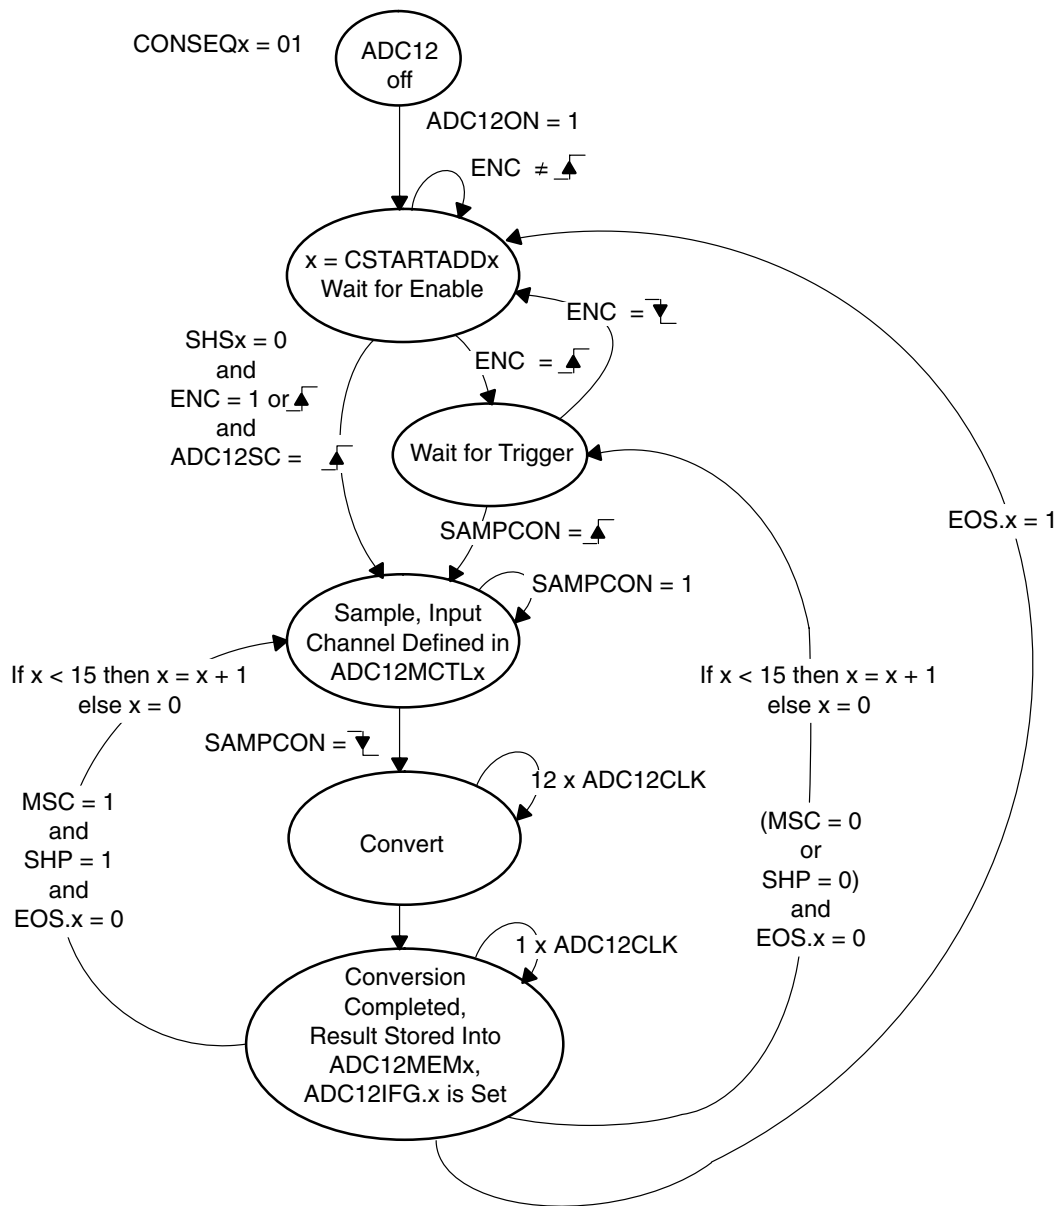 CONSEQx = 01
ADC12
off
ADC12ON = 1
ENC ≠
x = CSTARTADDx
Wait for Enable
ENC =
SHSx = 0
and
ENC = 1 or
and
ADC12SC =
ENC =
Wait for Trigger
SAMPCON =
EOS.x = 1
SAMPCON = 1
Sample, Input
Channel Defined in
ADC12MCTLx
If x < 15 then x = x + 1
else x = 0
If x < 15 then x = x + 1
else x = 0
SAMPCON =
12 x ADC12CLK
Convert
MSC = 1
and
SHP = 1
and
EOS.x = 0
(MSC = 0
or
SHP = 0)
and
EOS.x = 0
1 x ADC12CLK
Conversion
Completed,
Result Stored Into
ADC12MEMx,
ADC12IFG.x is Set